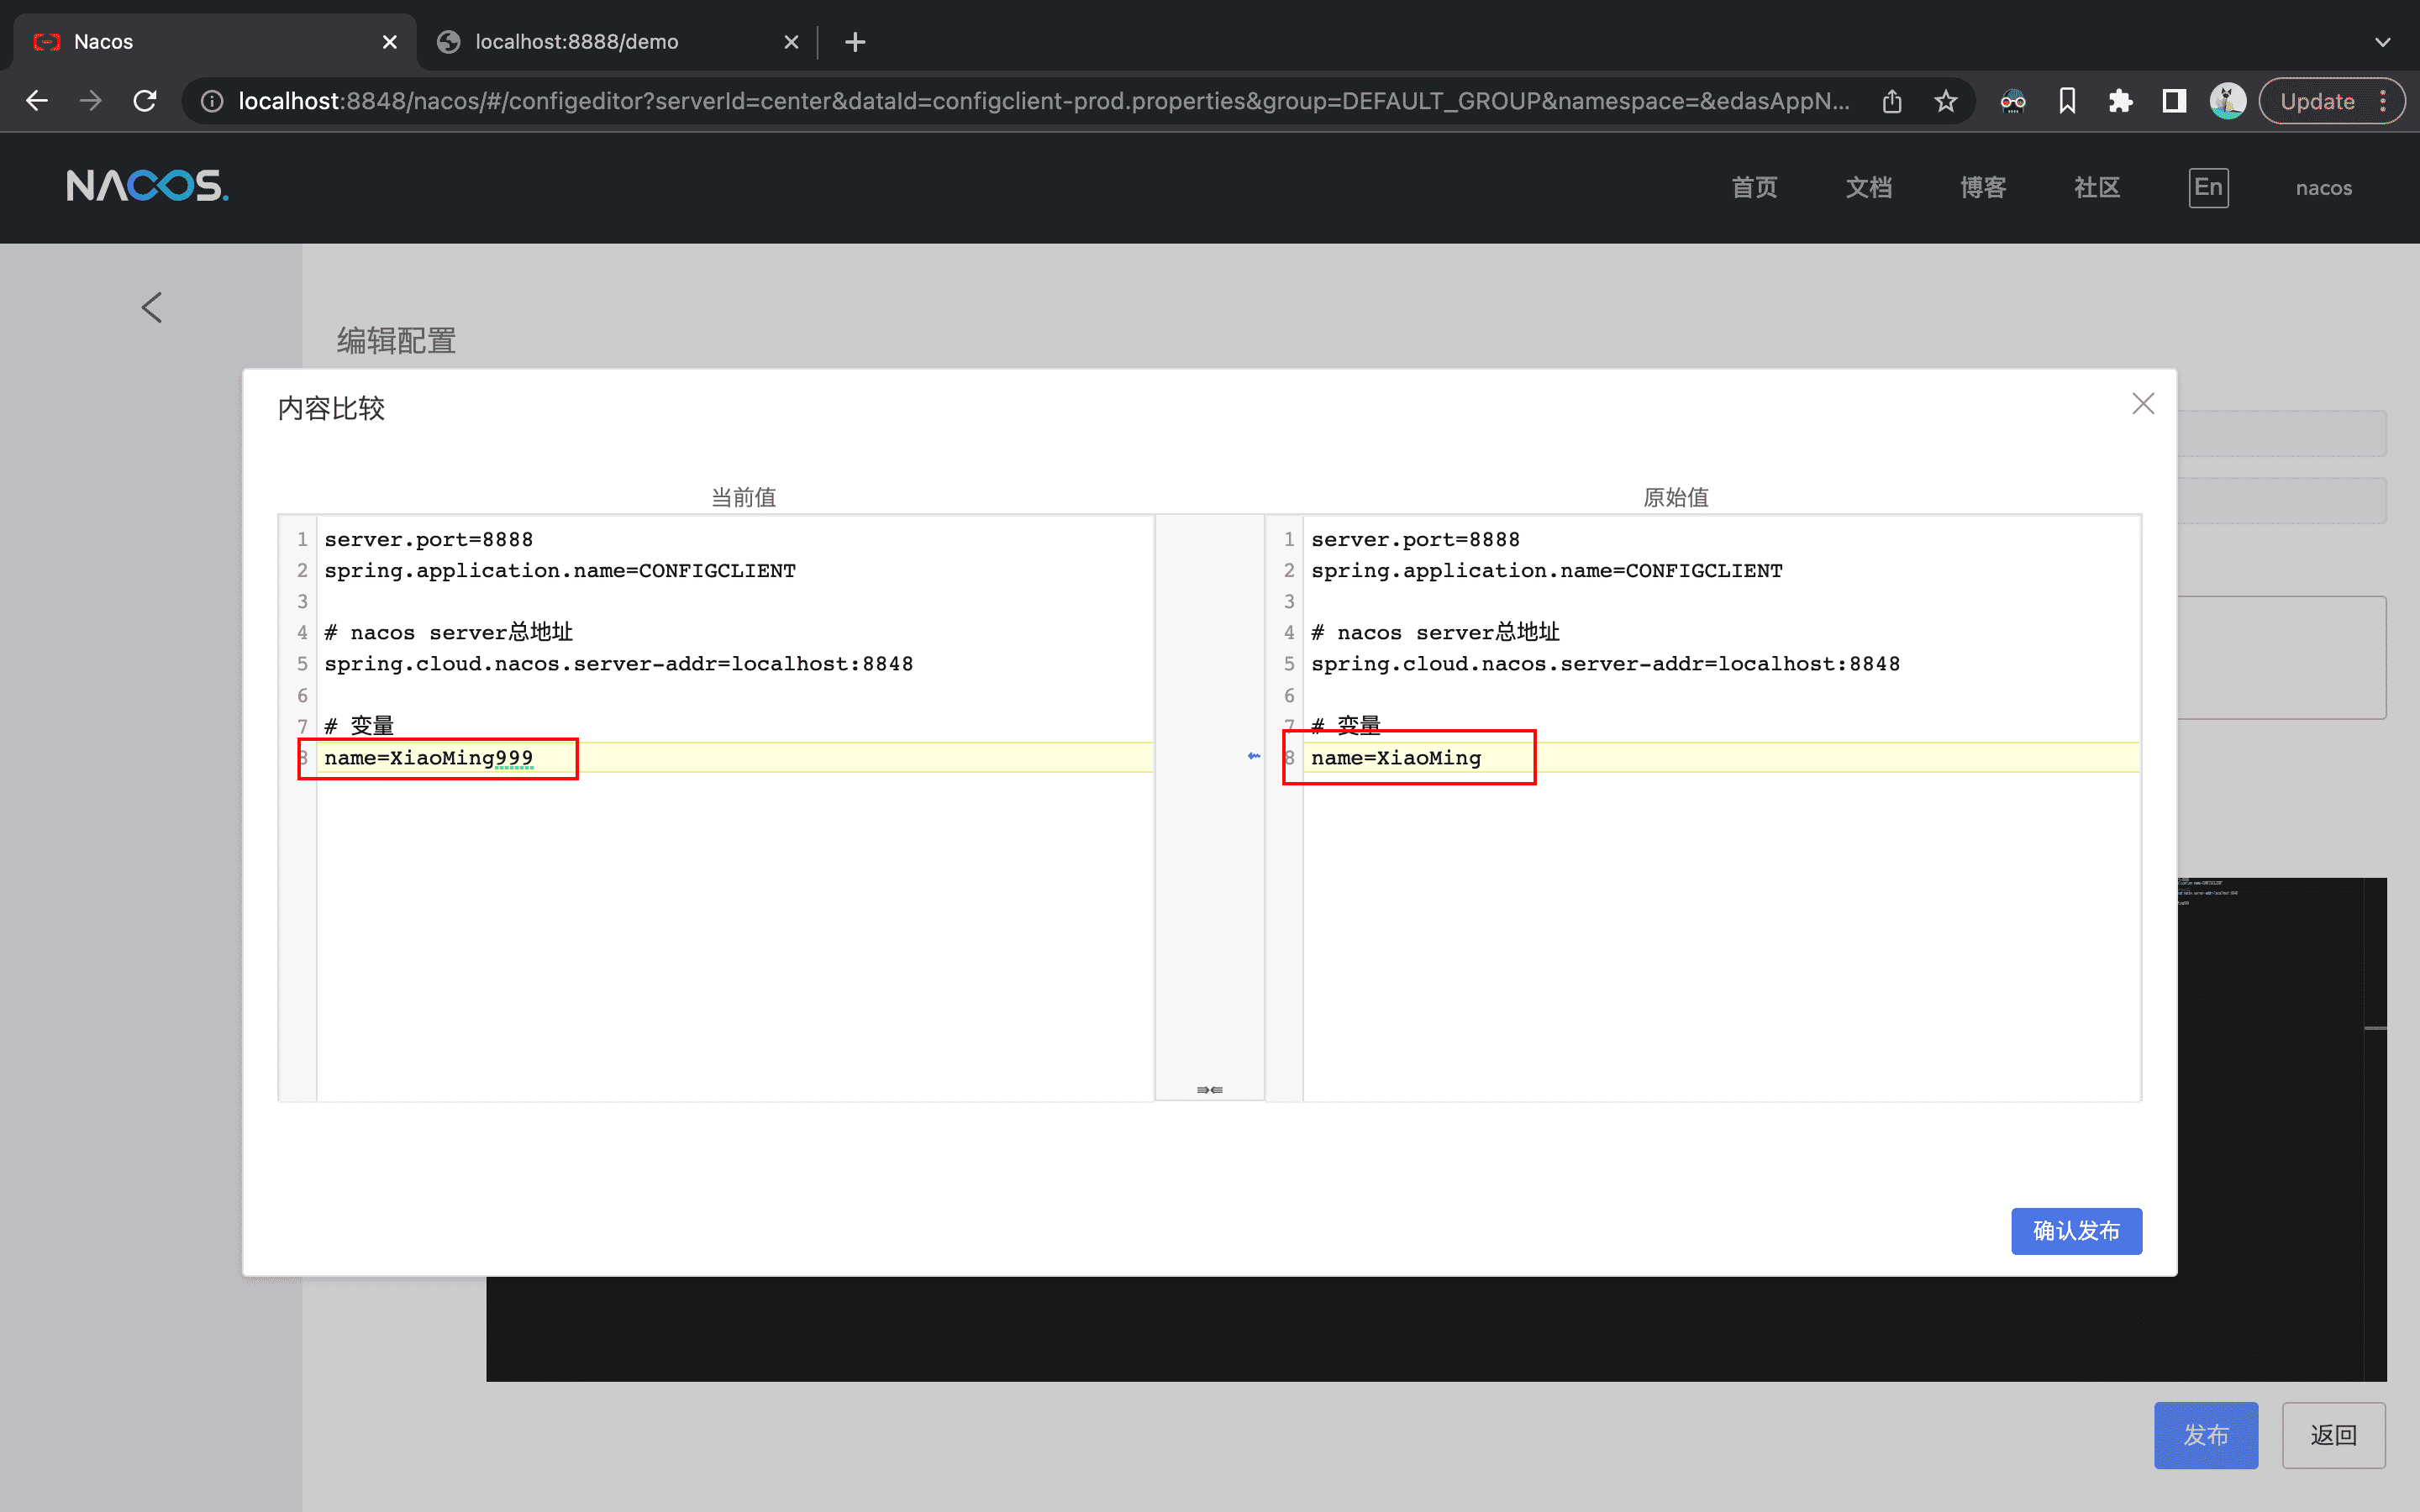 Nacos
localhost:8888/demo
localhost:8848/nacos/#/configeditor?serverId=center&dataId=configclient-prod.properties&group=DEFAULT_GROUP&namespace=&edasAppN...
Update
NACOS.
首页
文档
博客
社区
En
nacos
编辑配置
内容比较
当前值
原始值
1 server.port=8888
2 spring.application.name=CONFIGCLIENT
3
4 # nacos server总地址
5 spring.cloud.nacos.server-addr=localhost:8848
6
7 # 变量
8 name=XiaoMing999
1 server.port=8888
2 spring.application.name=CONFIGCLIENT
3
4 # nacos server总地址
5 spring.cloud.nacos.server-addr=localhost:8848
6
7 # 变量
8 name=XiaoMing
确认发布
发布
返回